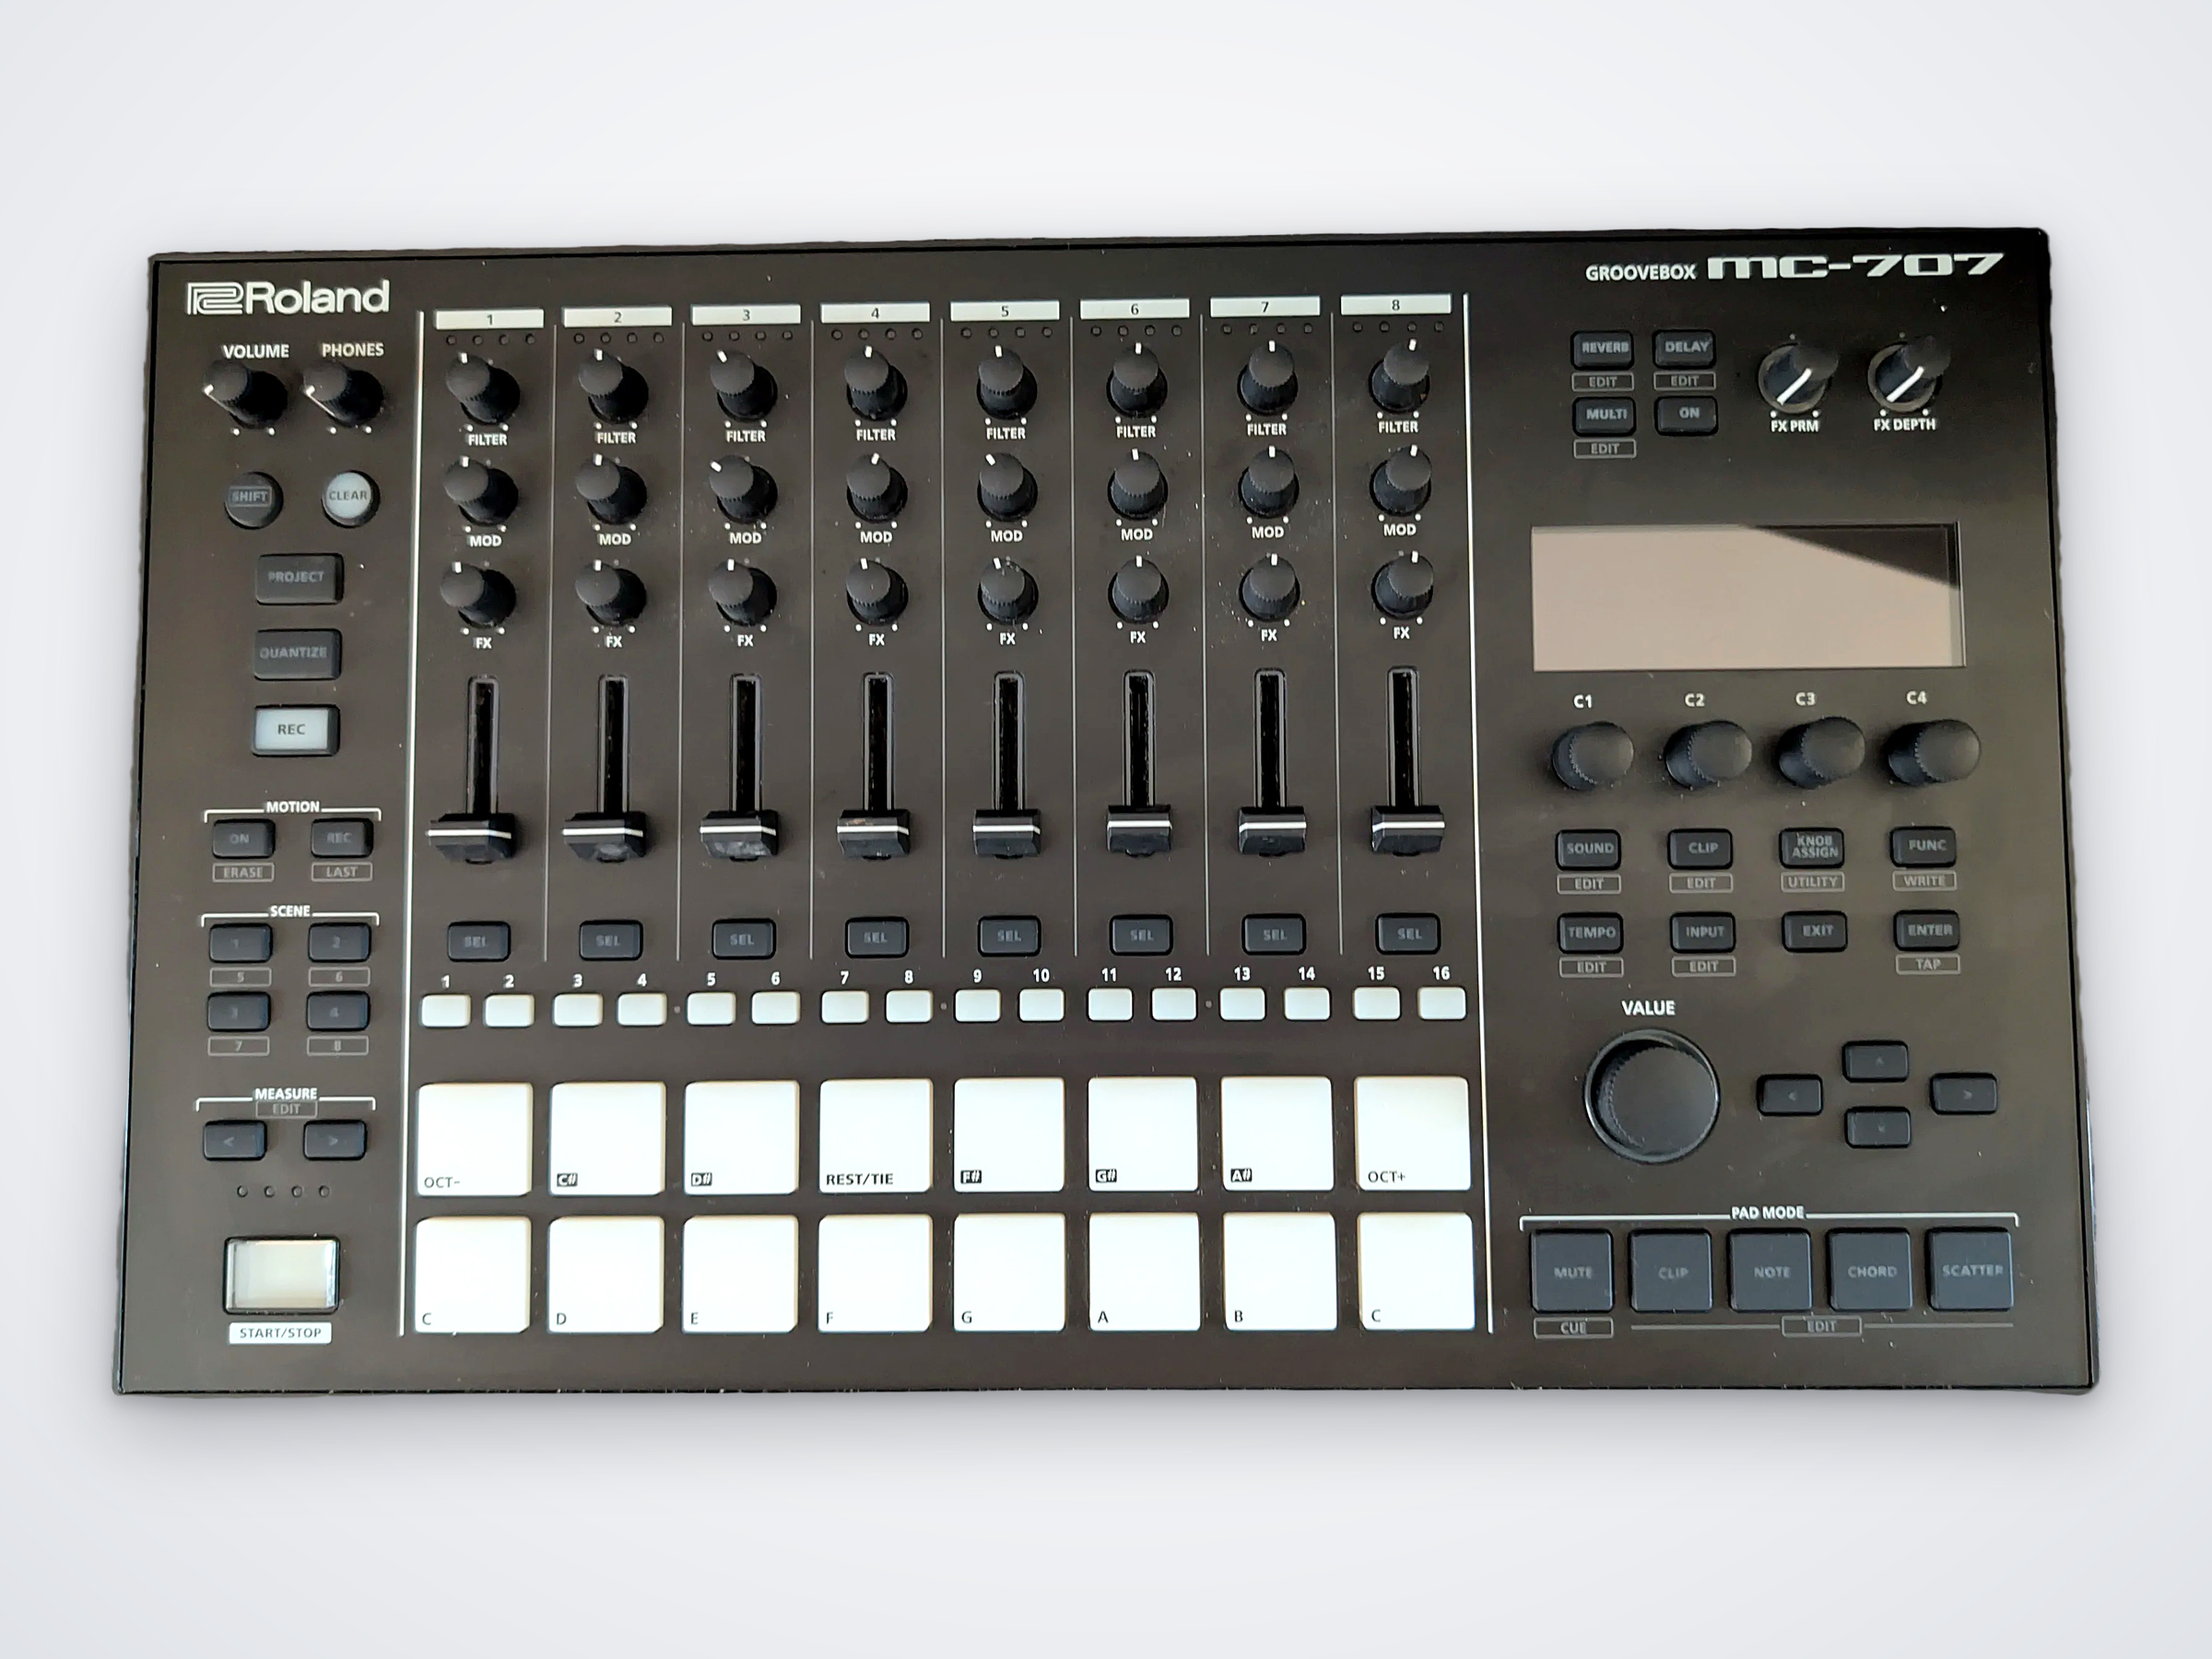 Roland
GROOVEBOX MC-707
VOLUME PHONES
SHIFT CLEAR
PROJECT
QUANTIZE
REC
MOTION
ON REC
ERASE LAST
SCENE
1 2
5 6
3 4
7 8
MEASURE
EDIT
< >
START/STOP
1 2 3 4 5 6 7 8
FILTER FILTER FILTER FILTER FILTER FILTER FILTER FILTER
MOD MOD MOD MOD MOD MOD MOD MOD
FX FX FX FX FX FX FX FX
SEL SEL SEL SEL SEL SEL SEL SEL
1 2 3 4 5 6 7 8 9 10 11 12 13 14 15 16
OCT- C# D# REST/TIE F# G# A# OCT+
C D E F G A B C
REVERB DELAY
EDIT EDIT
MULTI ON
EDIT
FX PRM FX DEPTH
C1 C2 C3 C4
SOUND CLIP KNOB ASSIGN FUNC
EDIT EDIT UTILITY WRITE
TEMPO INPUT EXIT ENTER
EDIT EDIT TAP
VALUE
< >
PAD MODE
MUTE CLIP NOTE CHORD SCATTER
CUE EDIT